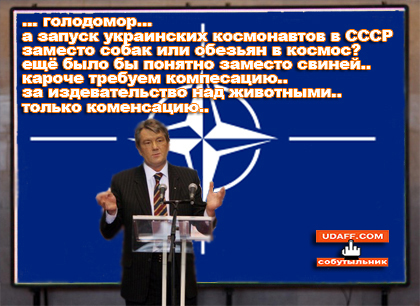 ... голодомор...
а запуск украинских космонавтов в СССР
заместо собак или обезьян в космос?
ещё было бы понятно заместо свиней..
кароче требуем компесацию..
за издевательство над животными..
только коменсацию..
UDAFF.COM
собутыльник